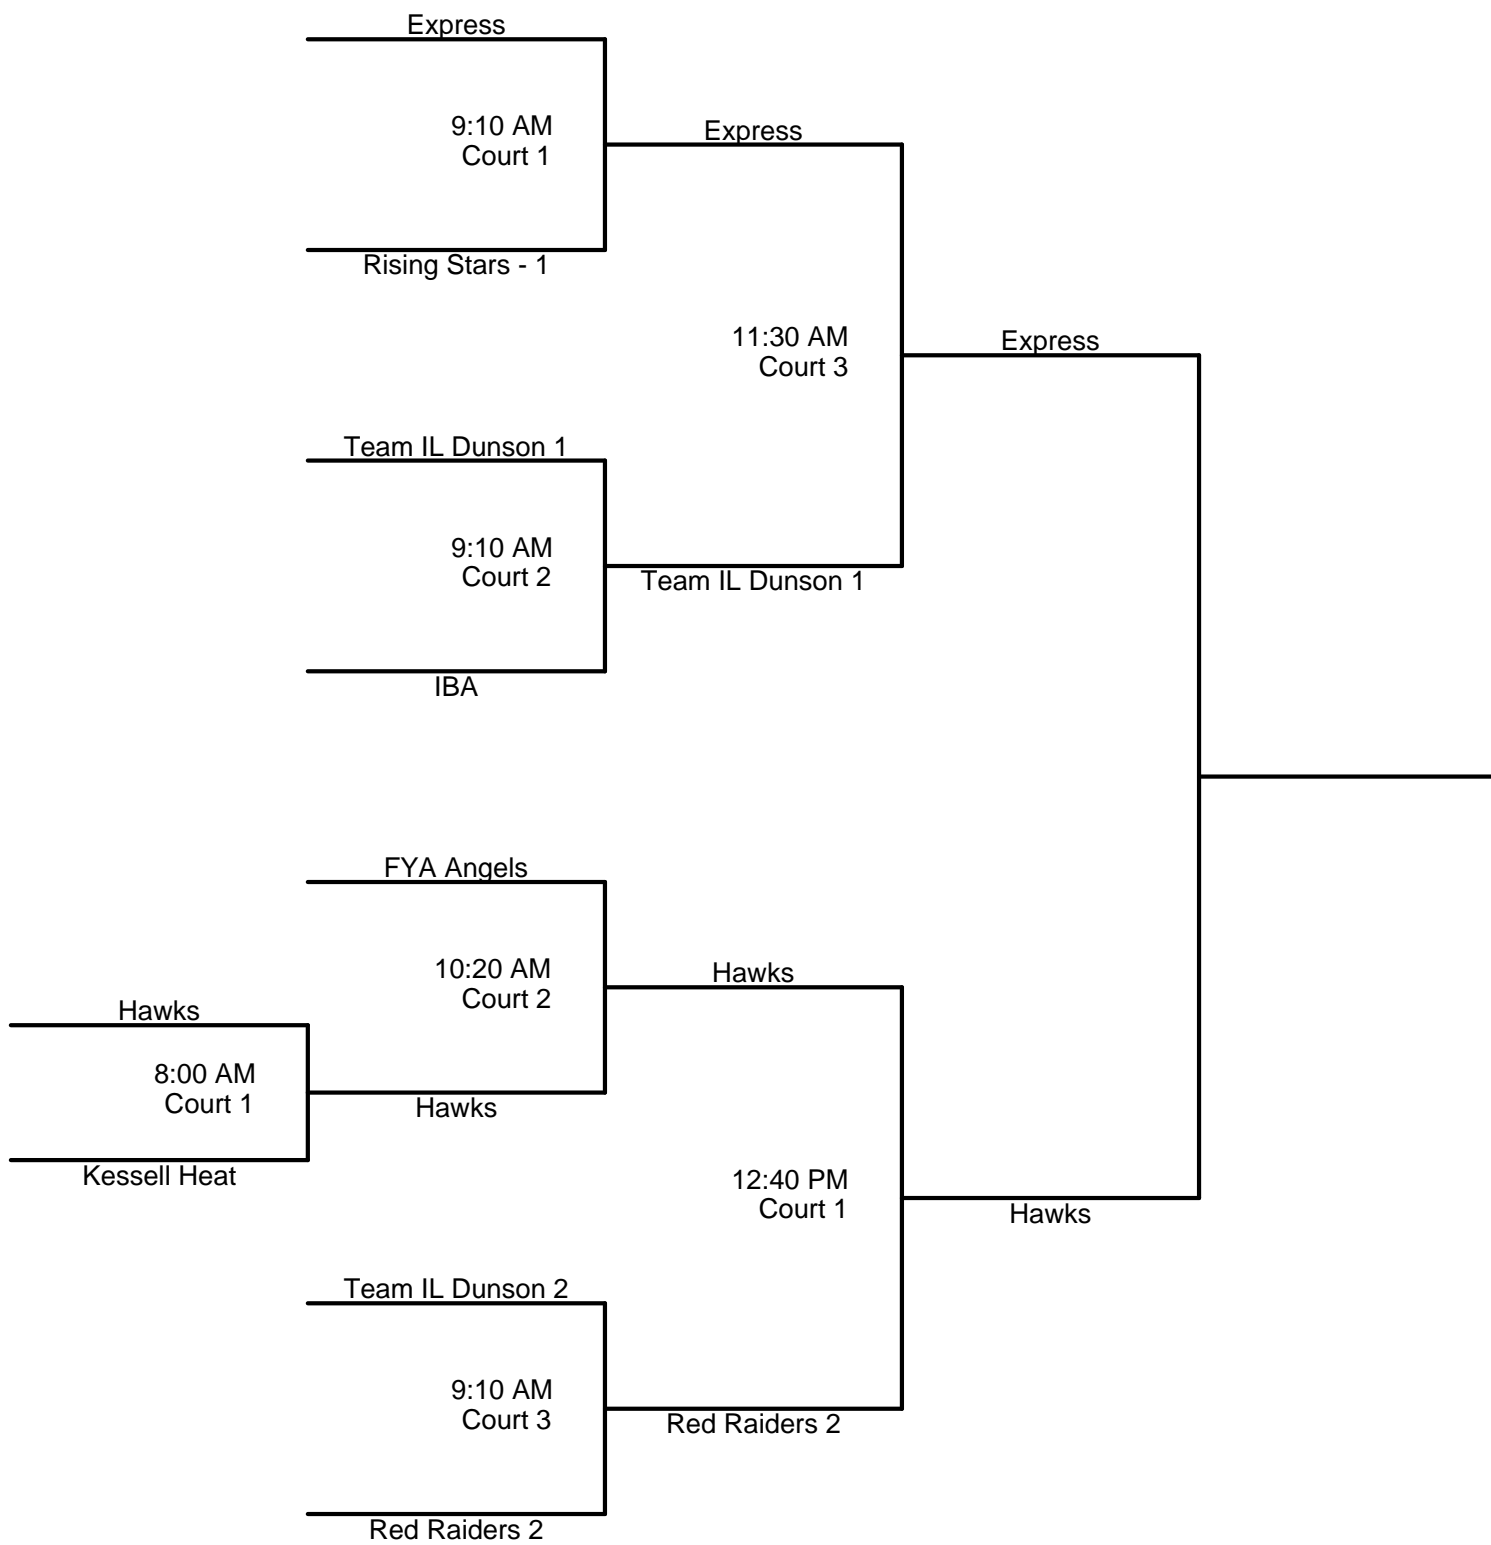 Express
9:10 AM
Court 1
Express
Rising Stars - 1
11:30 AM
Court 3
Express
Team IL Dunson 1
9:10 AM
Court 2
Team IL Dunson 1
IBA
FYA Angels
10:20 AM
Court 2
Hawks
Hawks
8:00 AM
Court 1
Hawks
Kessell Heat
12:40 PM
Court 1
Hawks
Team IL Dunson 2
9:10 AM
Court 3
Red Raiders 2
Red Raiders 2